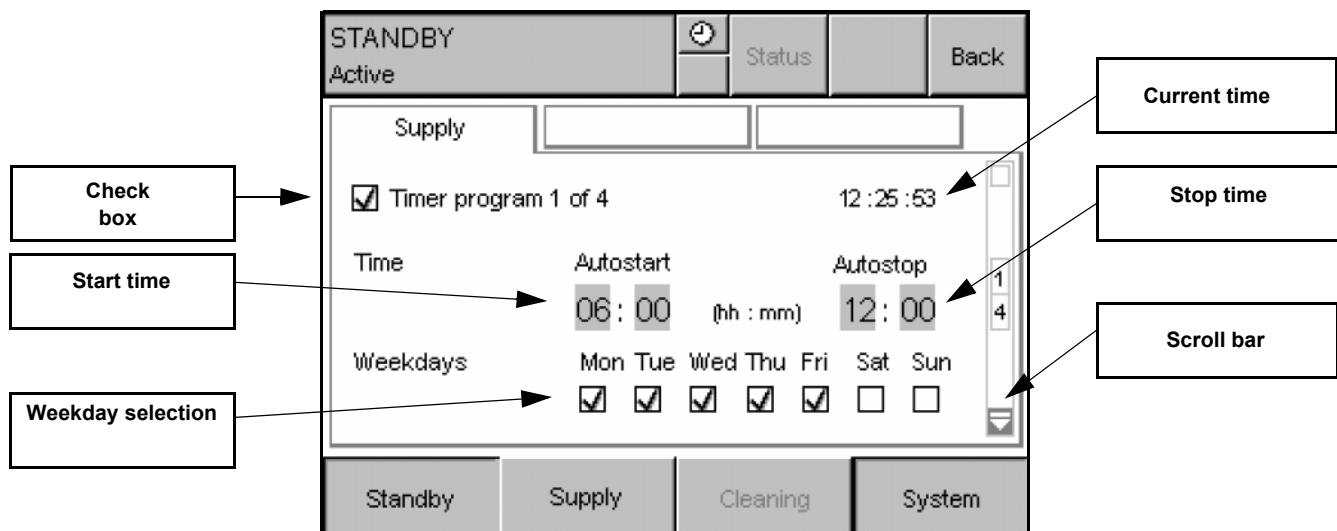 STANDBY
Active
Status
Back
Supply
Check
box
Timer program 1 of 4
12 :25 :53
Current time
Stop time
Start time
Time
Autostart
Autostop
06 : 00
(hh : mm)
12 : 00
1
4
Scroll bar
Weekday selection
Weekdays
Mon Tue Wed Thu Fri Sat Sun
Standby
Supply
Cleaning
System